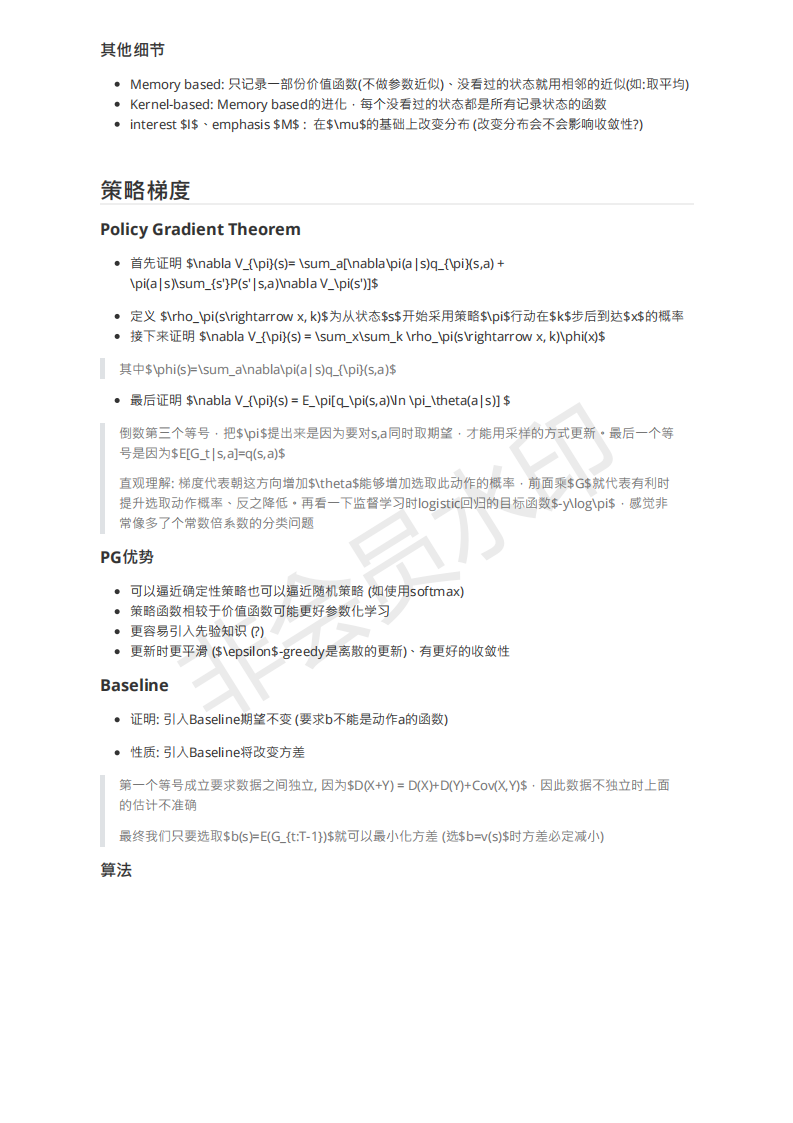 其他细节
Memory based: 只记录一部份价值函数(不做参数近似)、没看过的状态就用相邻的近似(如:取平均)
Kernel-based: Memory based的进化，每个没看过的状态都是所有记录状态的函数
interest $I$、emphasis $M$ : 在$\mu$的基础上改变分布 (改变分布会不会影响收敛性?)
策略梯度
Policy Gradient Theorem
首先证明 $\nabla V_{\pi}(s)= \sum_a[\nabla\pi(a|s)q_{\pi}(s,a) +
\pi(a|s)\sum_{s'}P(s'|s,a)\nabla V_\pi(s')]$
定义 $\rho_\pi(s\rightarrow x, k)$为从状态$s$开始采用策略$\pi$行动在$k$步后到达$x$的概率
接下来证明 $\nabla V_{\pi}(s) = \sum_x\sum_k \rho_\pi(s\rightarrow x, k)\phi(x)$
其中$\phi(s)=\sum_a\nabla\pi(a|s)q_{\pi}(s,a)$
最后证明 $\nabla V_{\pi}(s) = E_\pi[q_\pi(s,a)\ln \pi_\theta(a|s)] $
倒数第三个等号，把$\pi$提出来是因为要对s,a同时取期望，才能用采样的方式更新。最后一个等
号是因为$E[G_t|s,a]=q(s,a)$
直观理解: 梯度代表朝这方向增加$\theta$能够增加选取此动作的概率，前面乘$G$就代表有利时
提升选取动作概率、反之降低。再看一下监督学习时logistic回归的目标函数$-y\log\pi$，感觉非
常像多了个常数倍系数的分类问题
PG优势
可以逼近确定性策略也可以逼近随机策略 (如使用softmax)
策略函数相较于价值函数可能更好参数化学习
更容易引入先验知识 (?)
更新时更平滑 ($\epsilon$-greedy是离散的更新)、有更好的收敛性
Baseline
证明: 引入Baseline期望不变 (要求b不能是动作a的函数)
性质: 引入Baseline将改变方差
第一个等号成立要求数据之间独立, 因为$D(X+Y) = D(X)+D(Y)+Cov(X,Y)$，因此数据不独立时上面
的估计不准确
最终我们只要选取$b(s)=E(G_{t:T-1})$就可以最小化方差 (选$b=v(s)$时方差必定减小)
算法
非会员水印